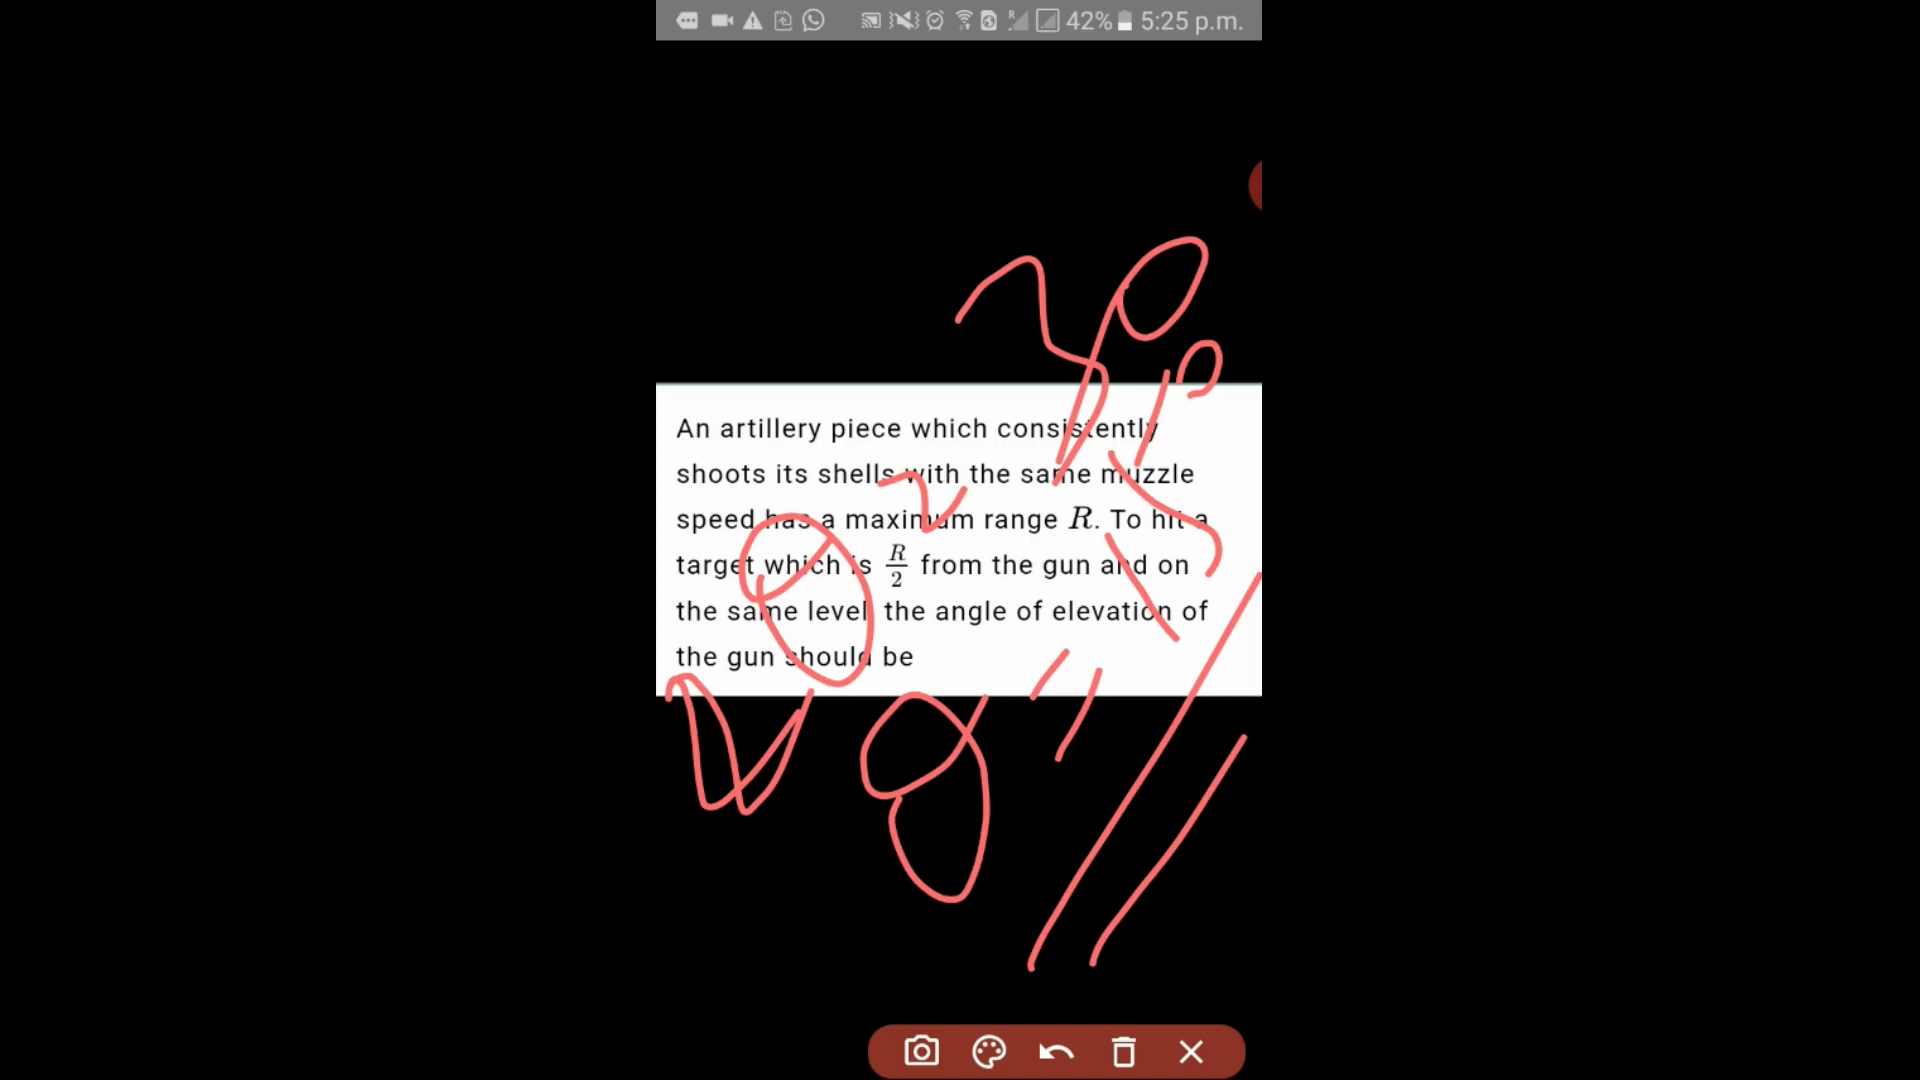 42% 5:25 p.m.
An artillery piece which consistently
shoots its shells with the same muzzle
speed has a maximum range R. To hit a
target which is R/2 from the gun and on
the same level, the angle of elevation of
the gun should be